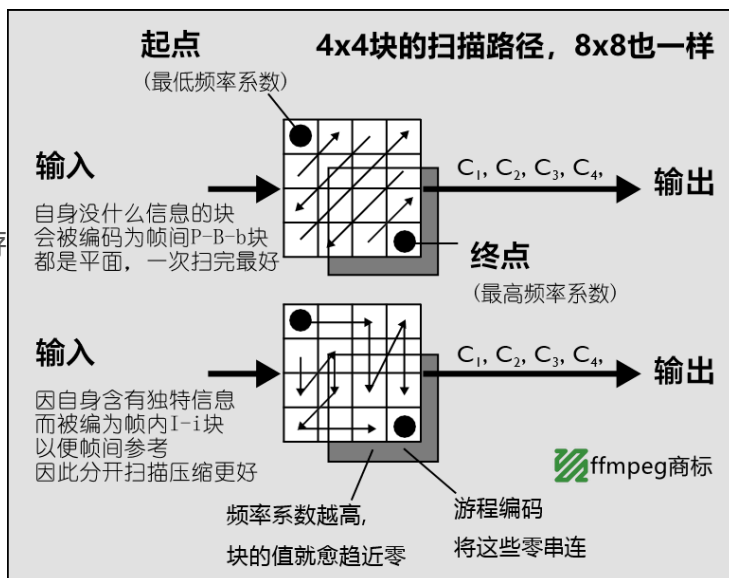 起点
4x4块的扫描路径，8x8也一样
(最低频率系数)
输入
C₁, C₂, C₃, C₄,
输出
自身没什么信息的块
会被编码为帧间P-B-b块
都是平面，一次扫完最好
终点
(最高频率系数)
输入
C₁, C₂, C₃, C₄,
输出
因自身含有独特信息
而被编为帧内I-i块
以便帧间参考
因此分开扫描压缩更好
ffmpeg商标
频率系数越高，
块的值就愈趋近零
游程编码
将这些零串连